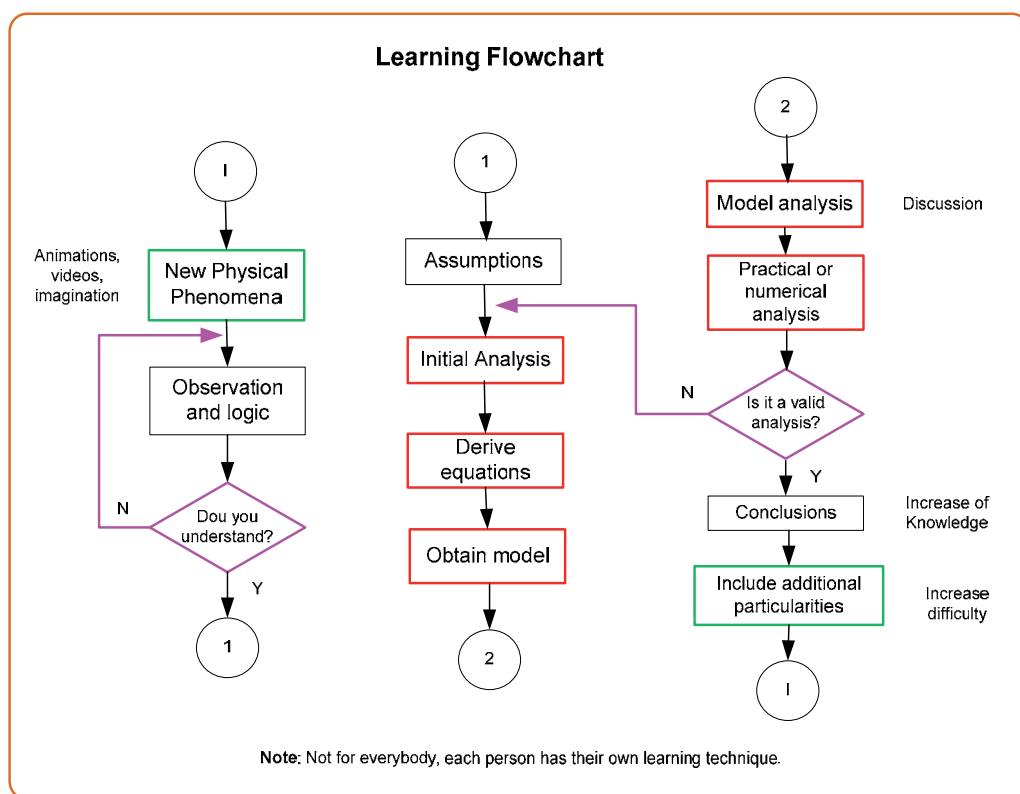 Learning Flowchart
I
Animations,
videos,
imagination
New Physical
Phenomena
Observation
and logic
N
Dou you
understand?
Y
1
1
Assumptions
Initial Analysis
Derive
equations
Obtain model
2
2
Model analysis
Discussion
Practical or
numerical
analysis
N
Is it a valid
analysis?
Y
Conclusions
Increase of
Knowledge
Include additional
particularities
Increase
difficulty
I
Note: Not for everybody, each person has their own learning technique.